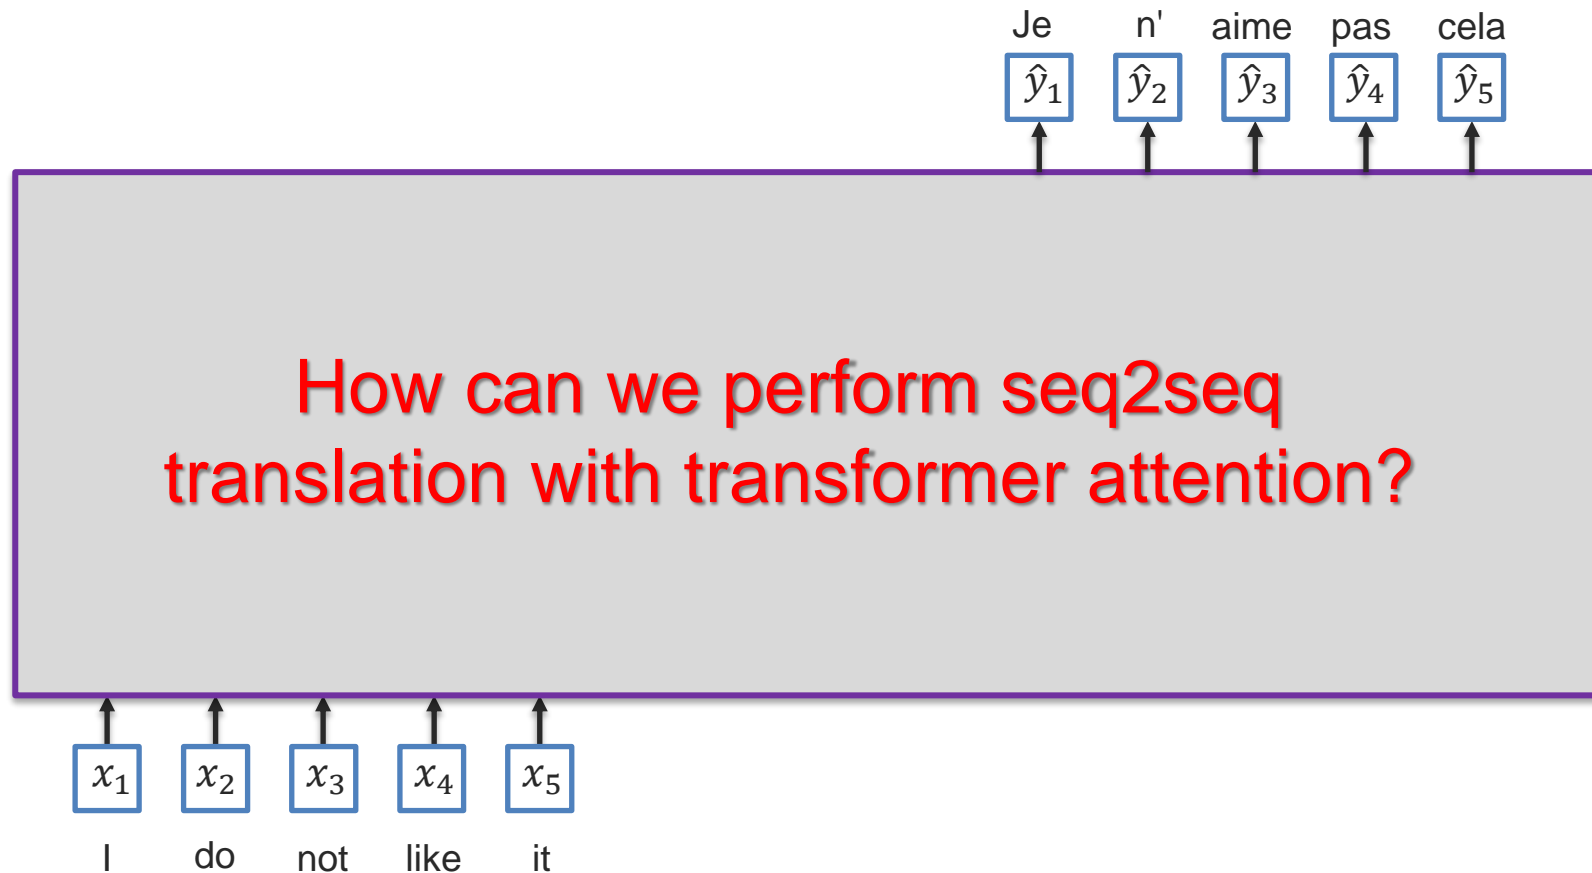 Je n' aime pas cela
ŷ₁ ŷ₂ ŷ₃ ŷ₄ ŷ₅
How can we perform seq2seq
translation with transformer attention?
x₁ x₂ x₃ x₄ x₅
I do not like it